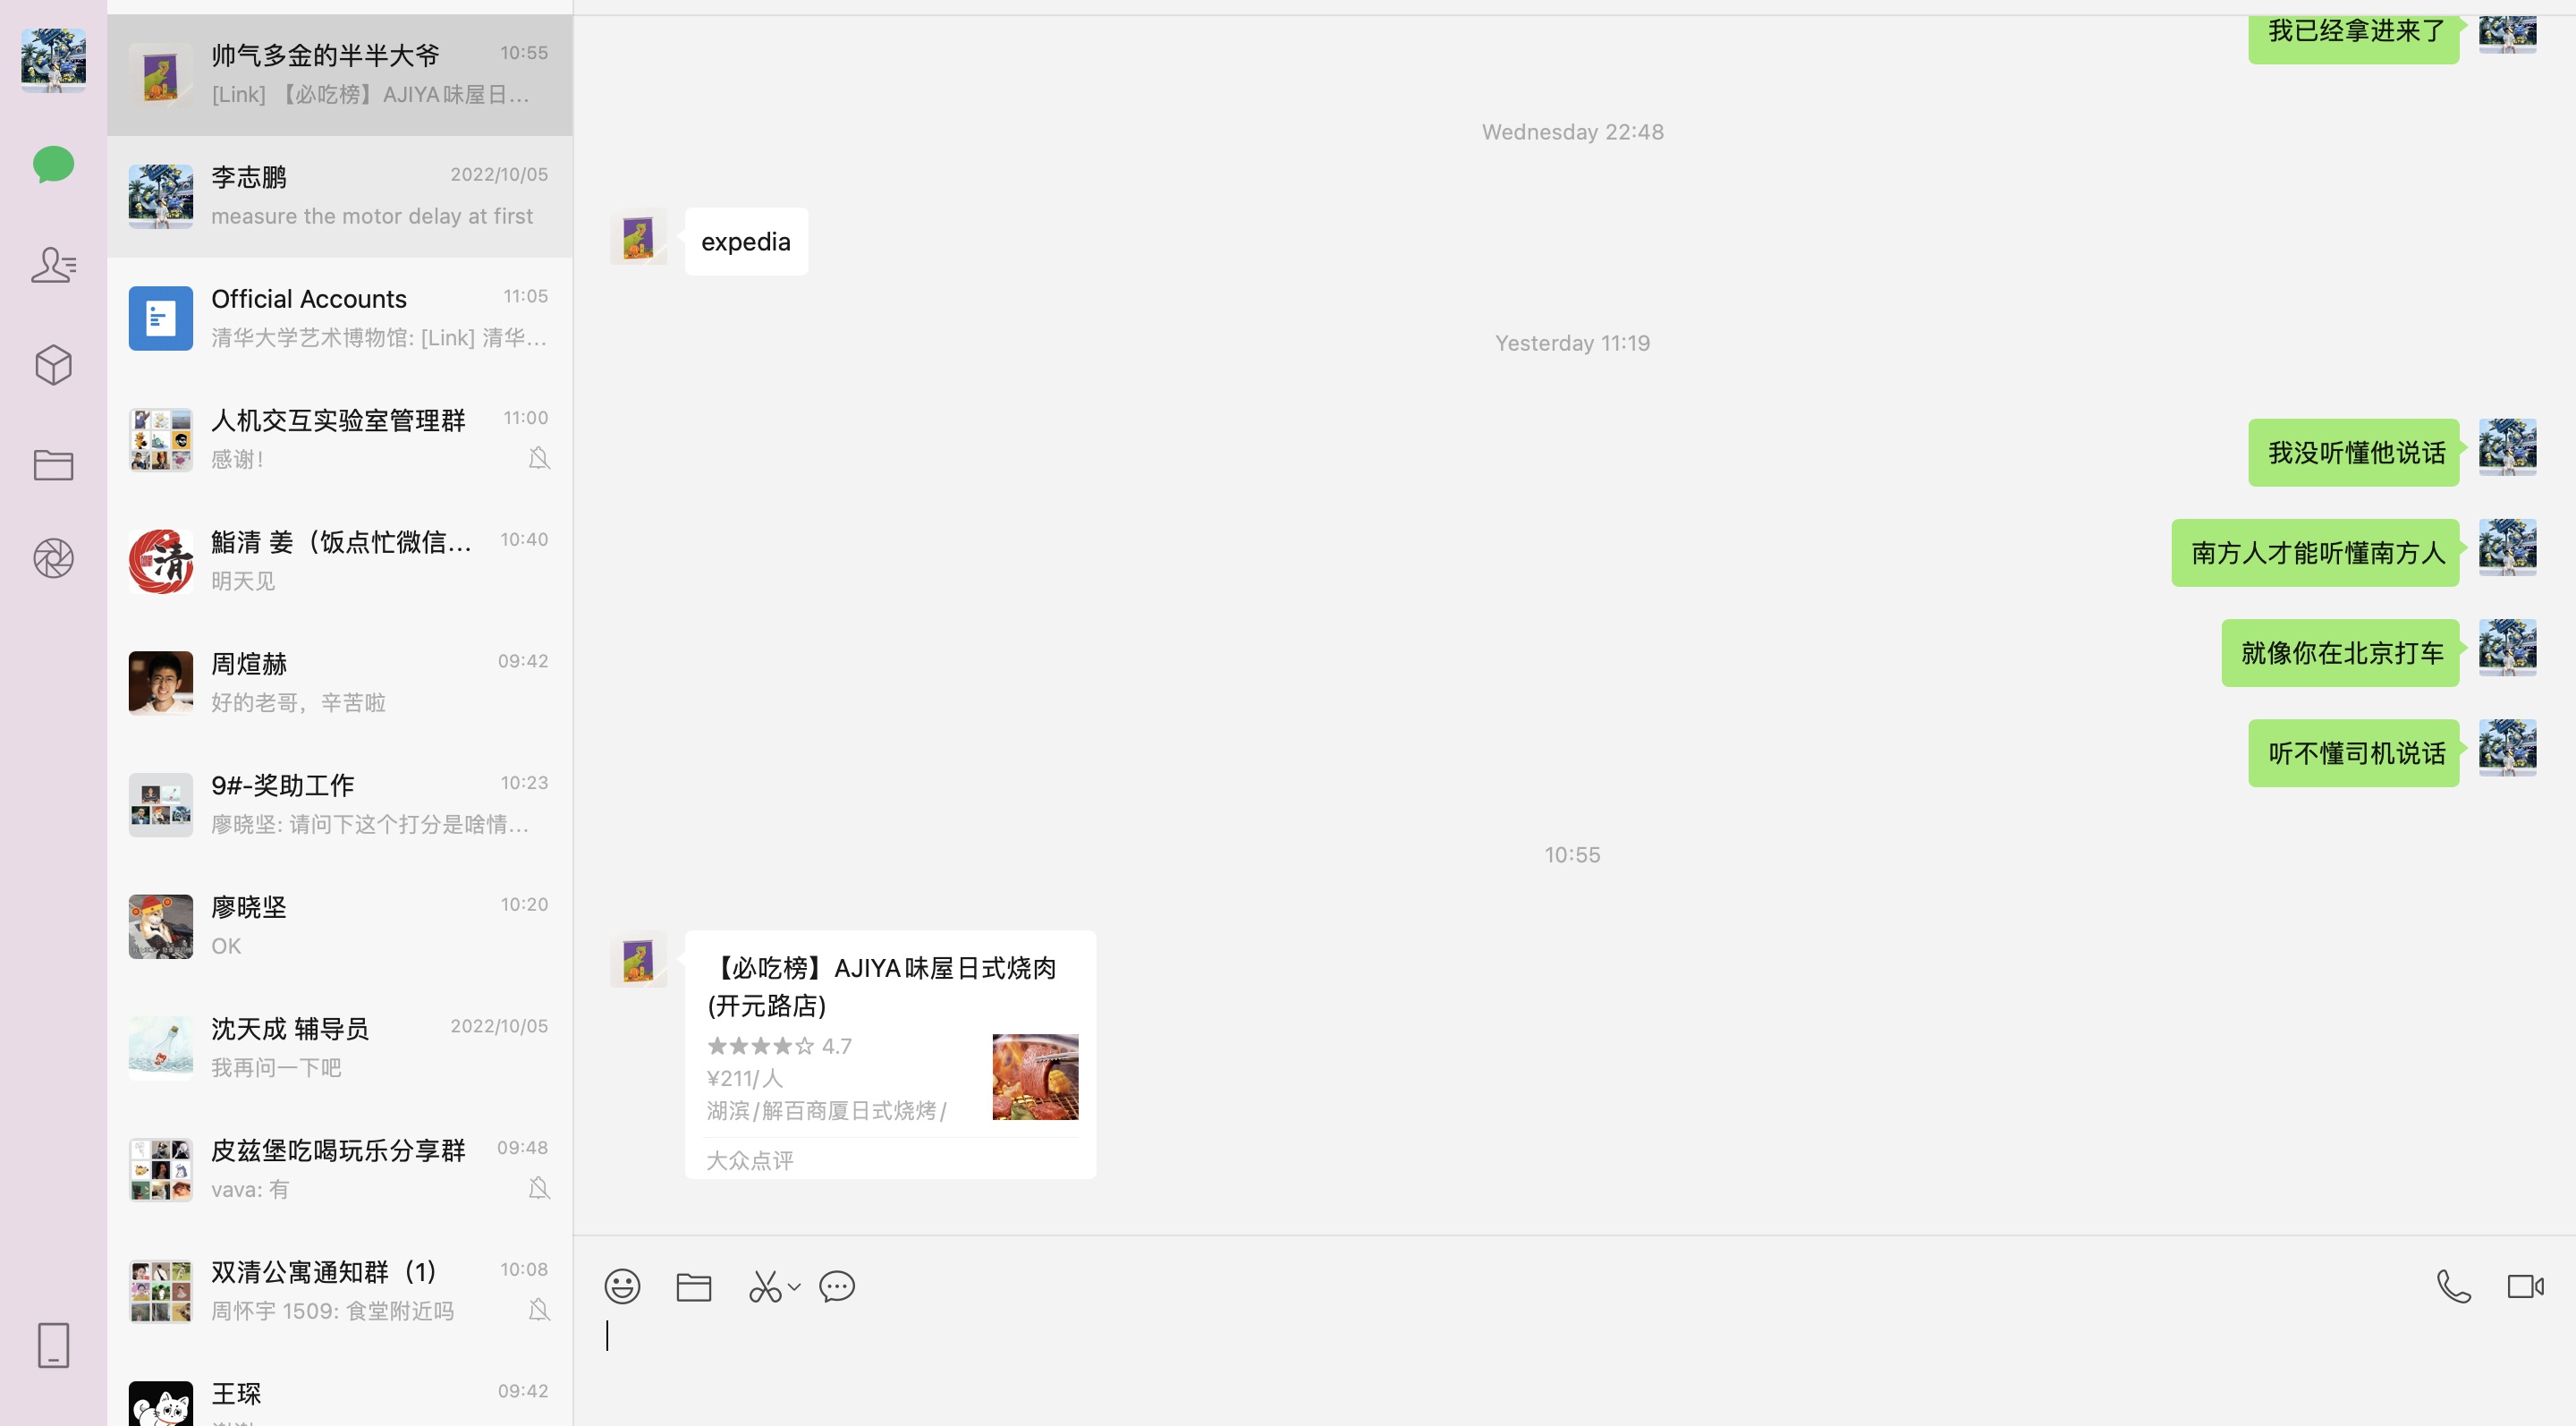 帅气多金的半半大爷 10:55
[Link] 【必吃榜】AJIYA味屋日...
李志鹏 2022/10/05
measure the motor delay at first
Official Accounts 11:05
清华大学艺术博物馆: [Link] 清华...
人机交互实验室管理群 11:00
感谢！
鮨清 姜（饭点忙微信... 10:40
明天见
周煊赫 09:42
好的老哥，辛苦啦
9#-奖助工作 10:23
廖晓坚: 请问下这个打分是啥情...
廖晓坚 10:20
OK
沈天成 辅导员 2022/10/05
我再问一下吧
皮兹堡吃喝玩乐分享群 09:48
vava: 有
双清公寓通知群（1） 10:08
周怀宇 1509: 食堂附近吗
王琛 09:42
我已经拿进来了
Wednesday 22:48
expedia
Yesterday 11:19
我没听懂他说话
南方人才能听懂南方人
就像你在北京打车
听不懂司机说话
10:55
【必吃榜】AJIYA味屋日式烧肉
(开元路店)
★★★★☆ 4.7
¥211/人
湖滨/解百商厦日式烧烤/
大众点评